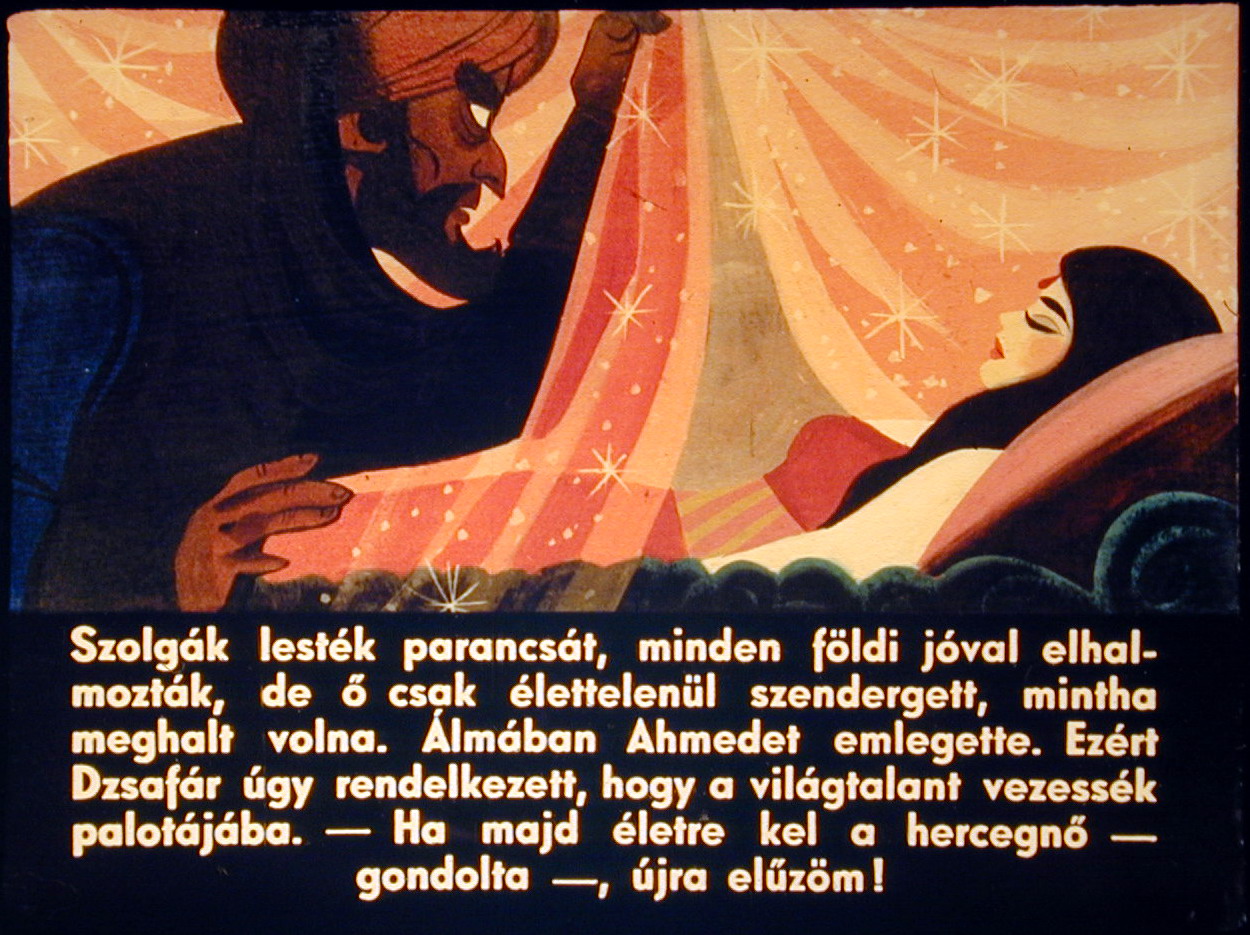 Szolgák lesték parancsát, minden földi jóval elhal-
mozták, de ő csak élettelenül szendergett, mintha
meghalt volna. Álmában Ahmedet emlegette. Ezért
Dzsafár úgy rendelkezett, hogy a világtalant vezessék
palotájába. — Ha majd életre kel a hercegnő —
gondolta —, újra elűzöm!